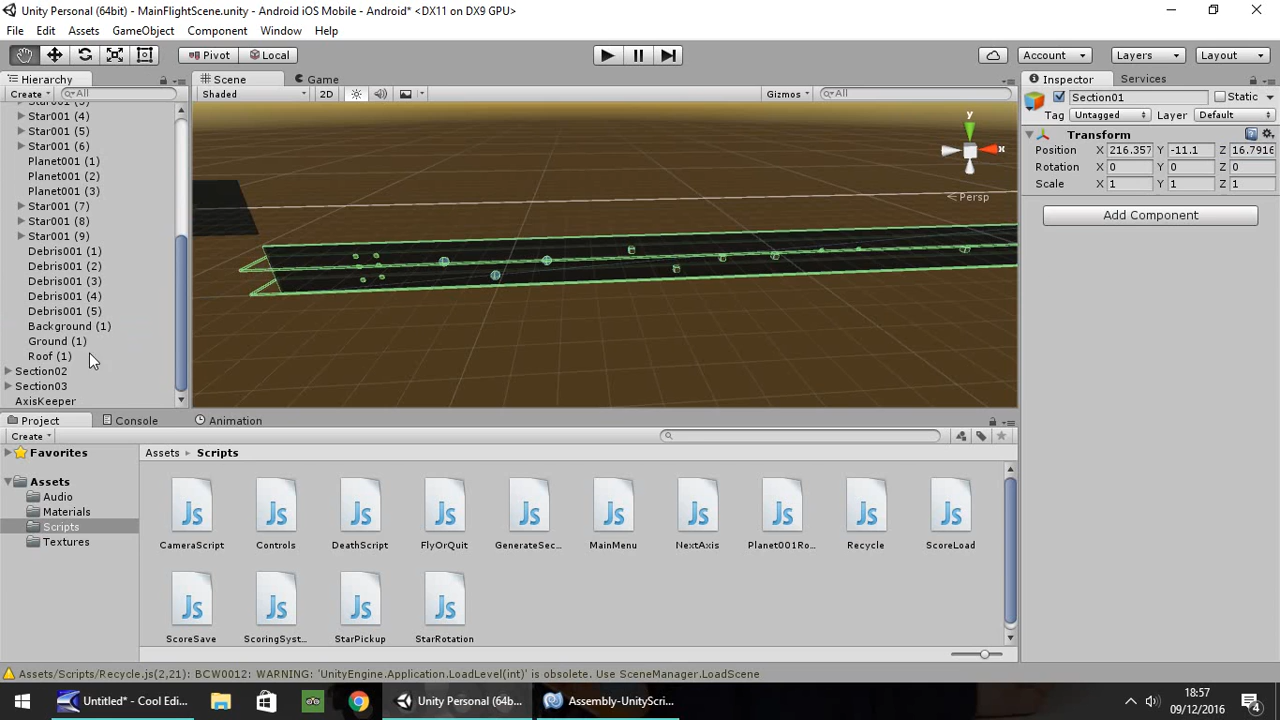 Unity Personal (64bit) - MainFlightScene.unity - Android iOS Mobile - Android* <DX11 on DX9 GPU>
File Edit Assets GameObject Component Window Help
Pivot Local Account Layers Layout
Hierarchy Scene Game Inspector Services
Create All Shaded 2D Gizmos All
Section01 Static
Tag Untagged Layer Default
Transform
Position X 216.357 Y -11.1 Z 16.7916
Rotation X 0 Y 0 Z 0
Scale X 1 Y 1 Z 1
Add Component
y
x
Persp
Star001 (3)
Star001 (4)
Star001 (5)
Star001 (6)
Planet001 (1)
Planet001 (2)
Planet001 (3)
Star001 (7)
Star001 (8)
Star001 (9)
Debris001 (1)
Debris001 (2)
Debris001 (3)
Debris001 (4)
Debris001 (5)
Background (1)
Ground (1)
Roof (1)
Section02
Section03
AxisKeeper
Project Console Animation
Create
Favorites
Assets
Audio
Materials
Scripts
Textures
Assets Scripts
CameraScript Controls DeathScript FlyOrQuit GenerateSec... MainMenu NextAxis Planet001Ro... Recycle ScoreLoad
ScoreSave ScoringSyst... StarPickup StarRotation
Assets/Scripts/Recycle.js(2,21): BCW0012: WARNING: 'UnityEngine.Application.LoadLevel(int)' is obsolete. Use SceneManager.LoadScene
Untitled* - Cool Edi... Unity Personal (64b... Assembly-UnityScri...
18:57
09/12/2016
4